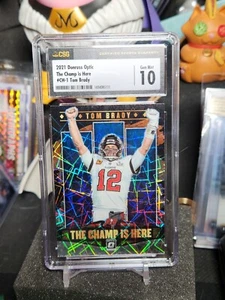 CSG
2021 Donruss Optic
The Champ is Here
#CH-1 Tom Brady
Gem Mint
10
TOM BRADY
12
THE CHAMP IS HERE
OPTIC